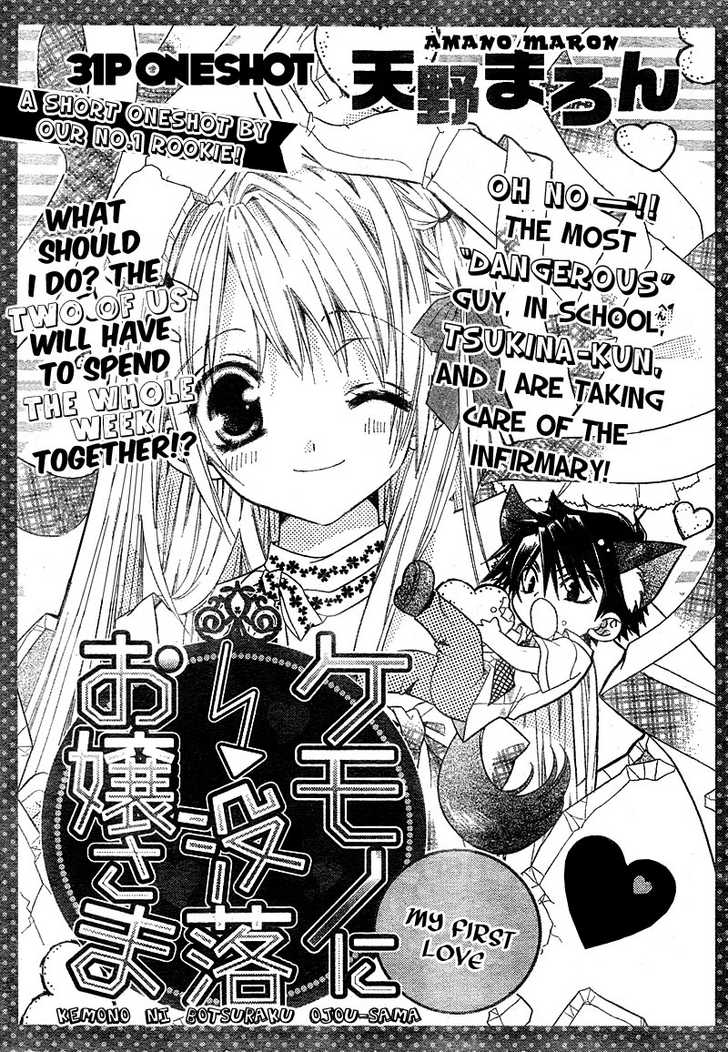 AMANO MARON
天野まろん
31P ONESHOT
A SHORT ONESHOT BY
OUR NO.1 ROOKIE!
OH NO—!!
THE MOST
"DANGEROUS"
GUY, IN SCHOOL,
TSUKINA-KUN,
AND I ARE TAKING
CARE OF THE
INFIRMARY!
WHAT
SHOULD
I DO? THE
TWO OF US
WILL HAVE
TO SPEND
THE WHOLE
WEEK
TOGETHER!?
ケモノに
没落
お嬢さま
MY FIRST
LOVE
KEMONO NI BOTSURAKU OJOU-SAMA